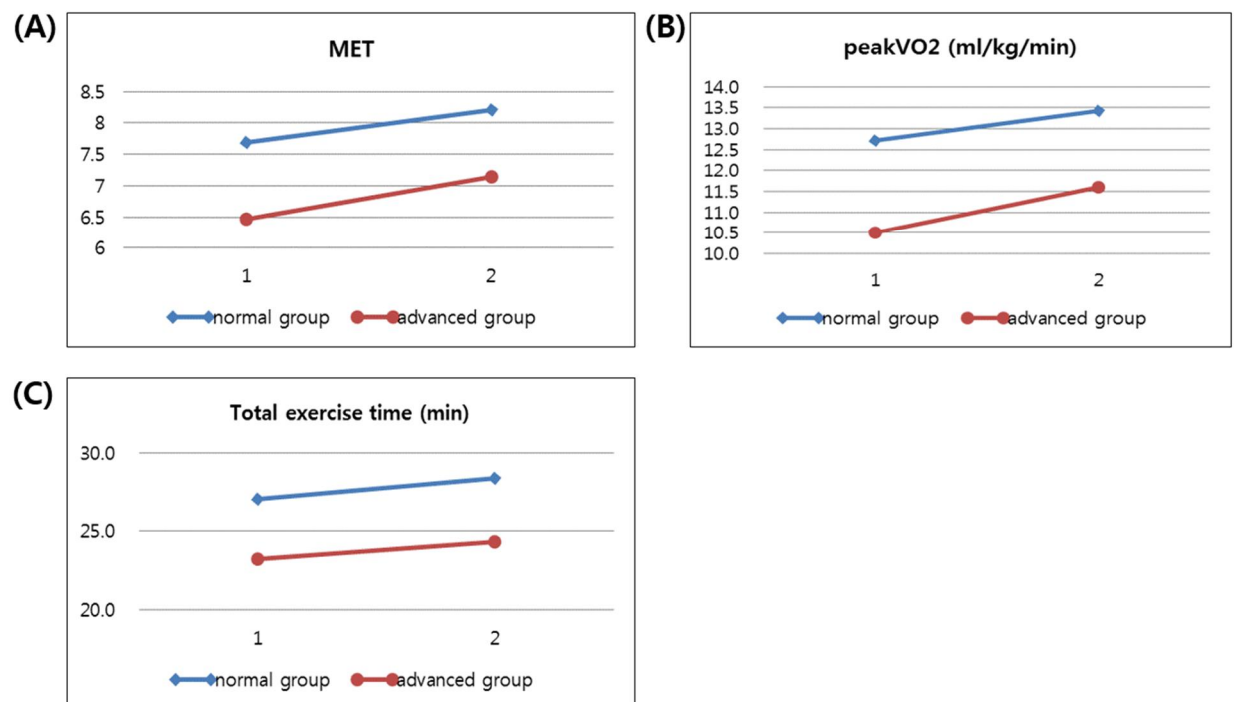 (A)
MET
8.5
8
7.5
7
6.5
6
1 2
normal group advanced group
(B)
peakVO2 (ml/kg/min)
14.0
13.5
13.0
12.5
12.0
11.5
11.0
10.5
10.0
1 2
normal group advanced group
(C)
Total exercise time (min)
30.0
25.0
20.0
1 2
normal group advanced group